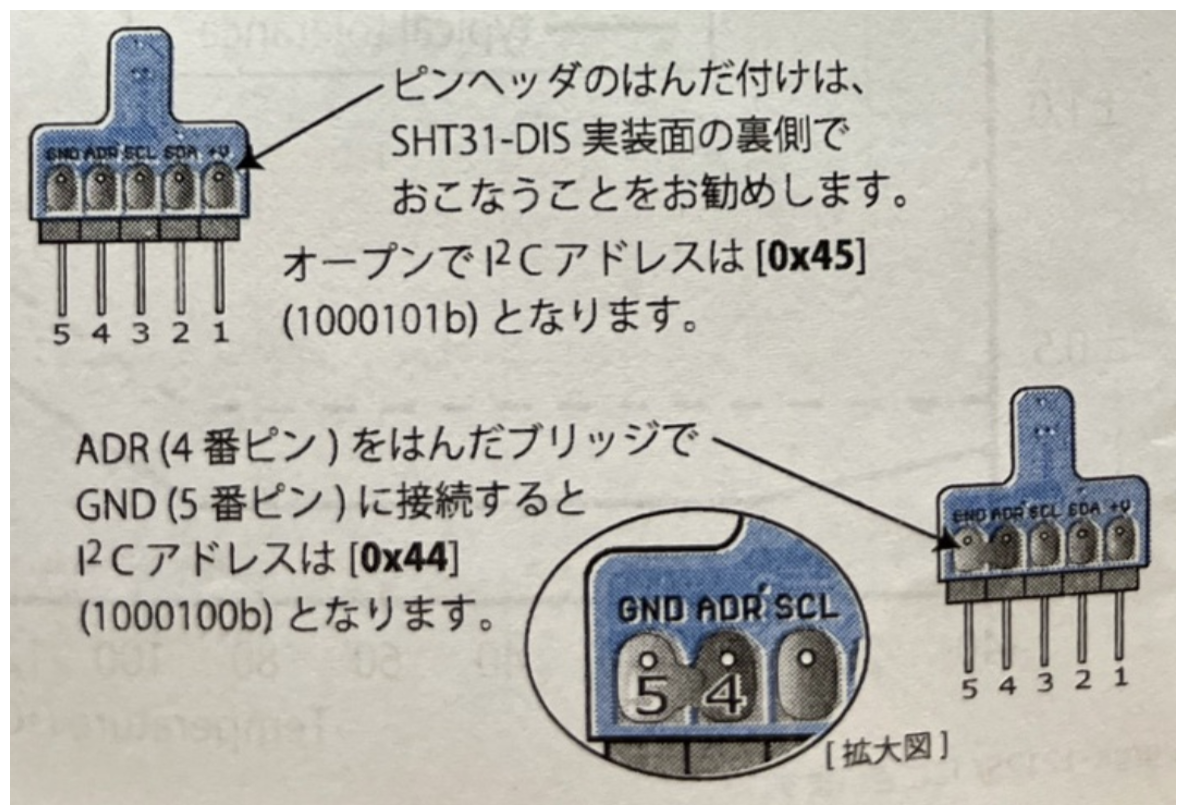 ピンヘッダのはんだ付けは、
SHT31-DIS 実装面の裏側で
おこなうことをお勧めします。
GND ADR SCL SDA +V
5 4 3 2 1
オープンで I²C アドレスは [0x45]
(1000101b) となります。
ADR (4 番ピン ) をはんだブリッジで
GND (5 番ピン ) に接続すると
I²C アドレスは [0x44]
(1000100b) となります。
GND ADR SCL
5 4
[ 拡大図 ]
GND ADR SCL SDA +V
5 4 3 2 1